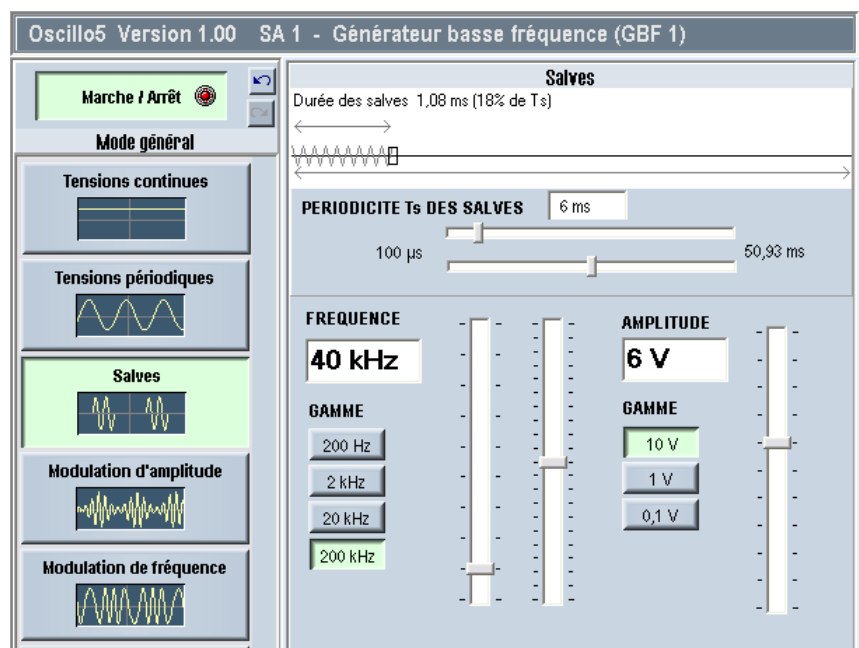 Oscillo5 Version 1.00 SA 1 - Générateur basse fréquence (GBF 1)
Marche / Arrêt
Mode général
Tensions continues
Tensions périodiques
Salves
Modulation d'amplitude
Modulation de fréquence
Salves
Durée des salves 1,08 ms (18% de Ts)
PERIODICITE Ts DES SALVES 6 ms
100 µs 50,93 ms
FREQUENCE
40 kHz
GAMME
200 Hz
2 kHz
20 kHz
200 kHz
AMPLITUDE
6 V
GAMME
10 V
1 V
0,1 V